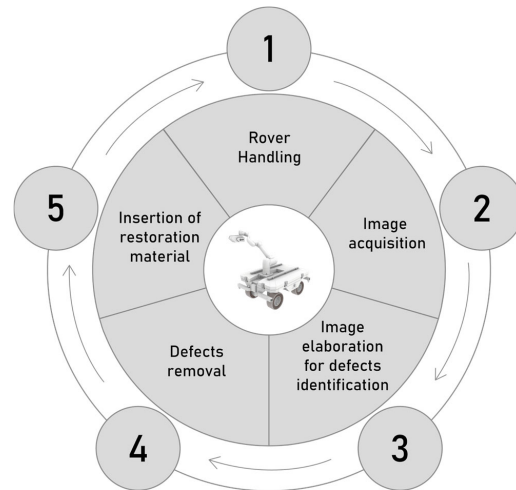 1
Rover
Handling
2
Image
acquisition
3
Image
elaboration
for defects
identification
4
Defects
removal
5
Insertion of
restoration
material